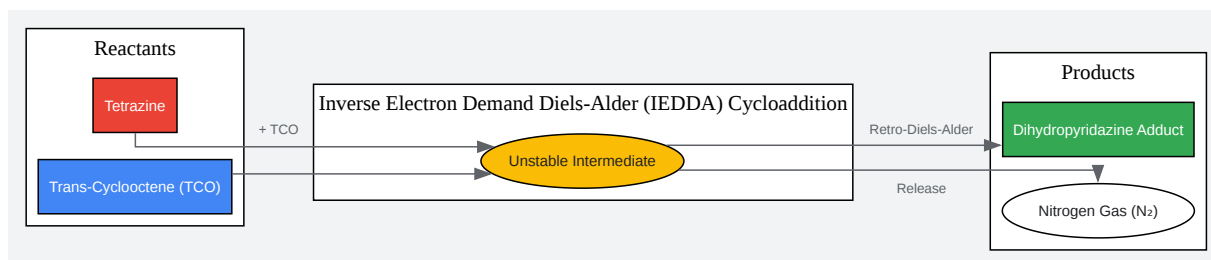 Reactants
Tetrazine
Trans-Cyclooctene (TCO)
+ TCO
Inverse Electron Demand Diels-Alder (IEDDA) Cycloaddition
Unstable Intermediate
Retro-Diels-Alder
Release
Products
Dihydropyridazine Adduct
Nitrogen Gas (N₂)